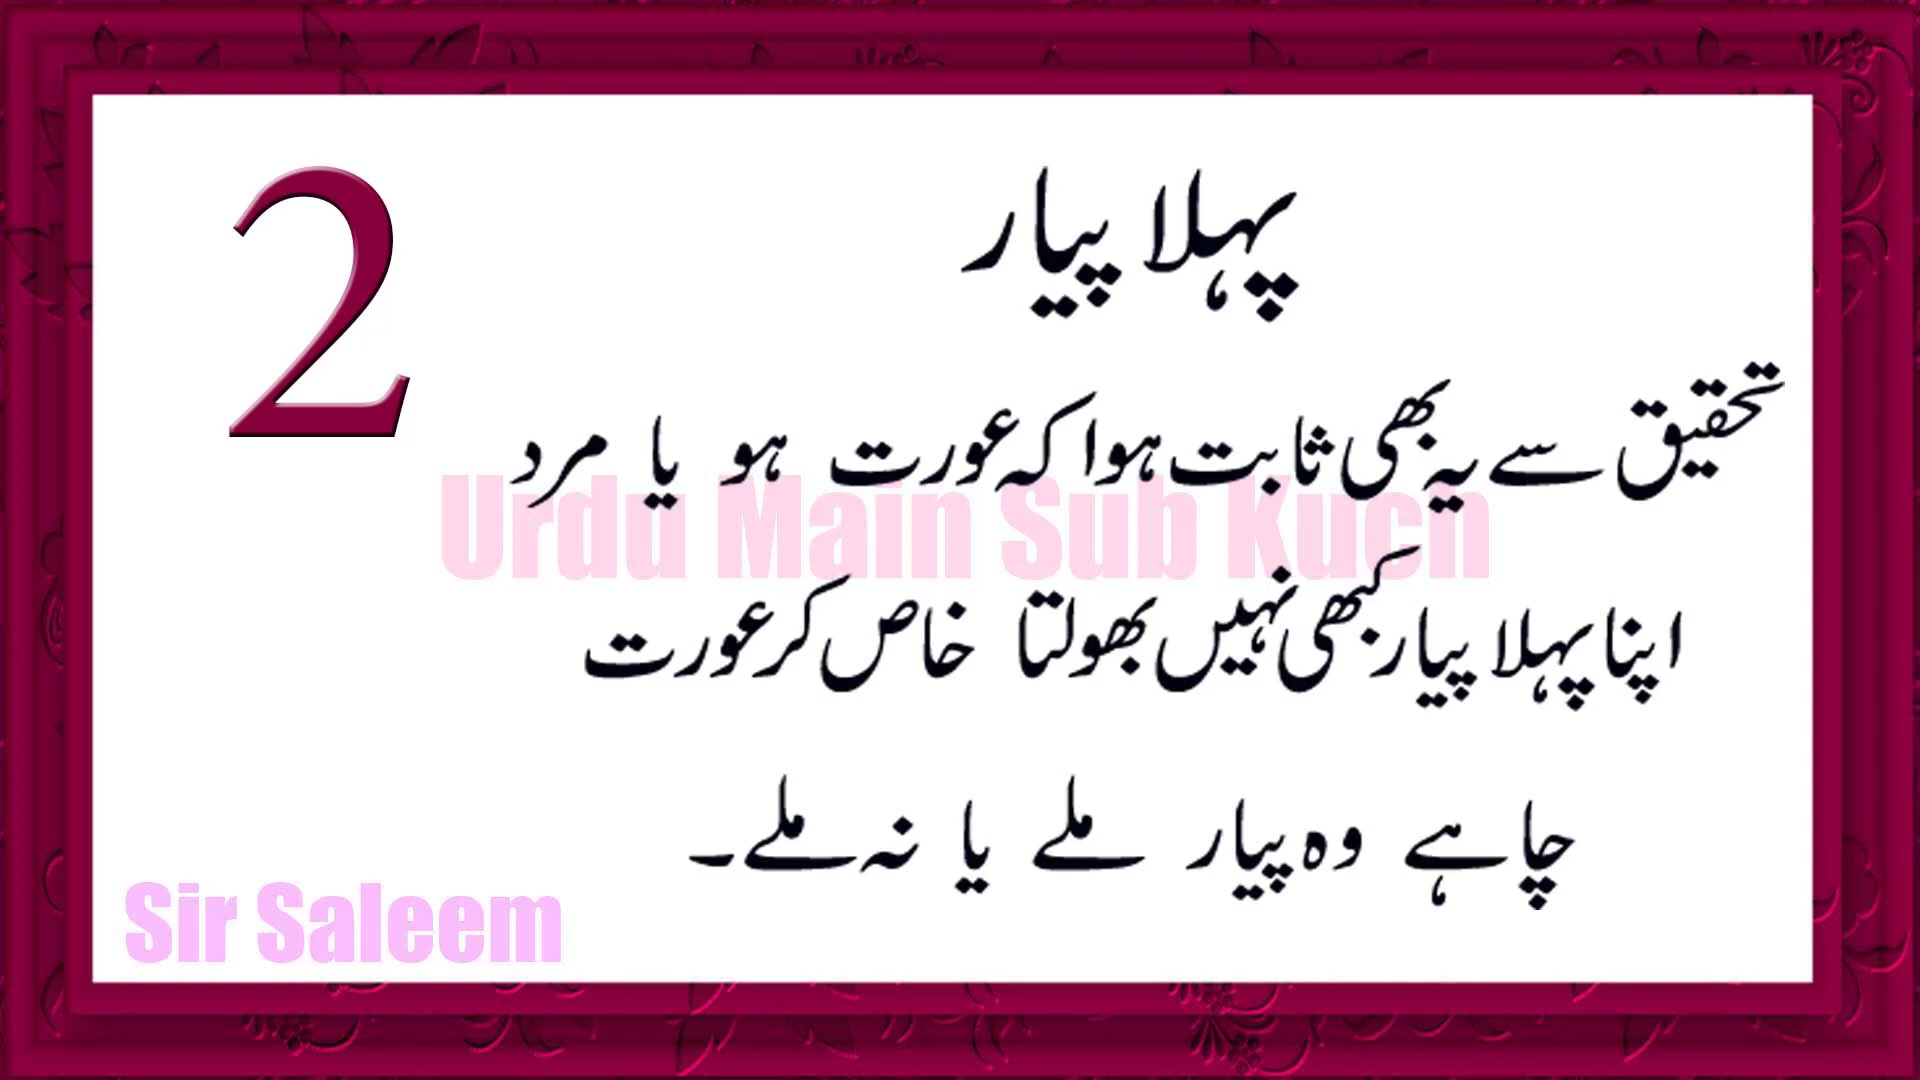 2
پہلا پیار
تحقیق سے یہ بھی ثابت ہوا کہ عورت ہو یا مرد
Urdu Main Sub Kuch
اپنا پہلا پیار کبھی نہیں بھولتا خاص کر عورت
چاہے وہ پیار ملے یا نہ ملے۔
Sir Saleem